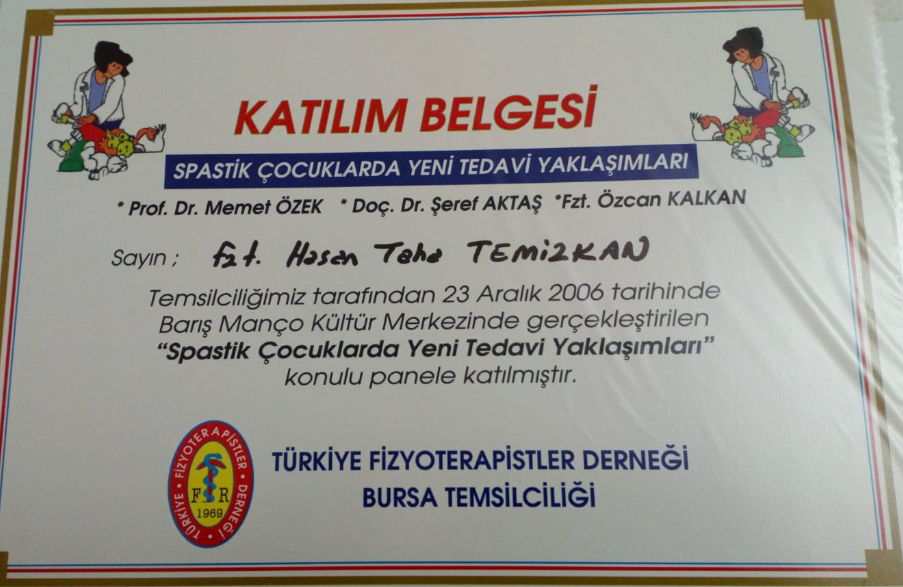 KATILIM BELGESİ
SPASTİK ÇOCUKLARDA YENİ TEDAVİ YAKLAŞIMLARI
* Prof. Dr. Memet ÖZEK * Doç. Dr. Şeref AKTAŞ *Fzt. Özcan KALKAN
Sayın ; Fzt. Hasan Taha TEMİZKAN
Temsilciliğimiz tarafından 23 Aralık 2006 tarihinde
Barış Manço Kültür Merkezinde gerçekleştirilen
“Spastik Çocuklarda Yeni Tedavi Yaklaşımları”
konulu panele katılmıştır.
TÜRKİYE • FİZYOTERAPİSTLER • DERNEĞİ •
F R
1969
TÜRKİYE FİZYOTERAPİSTLER DERNEĞİ
BURSA TEMSİLCİLİĞİ